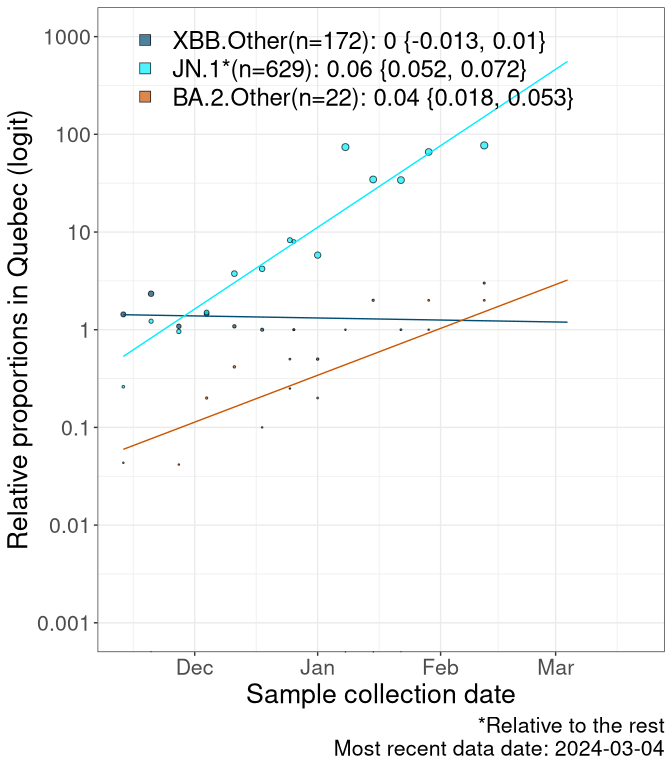 1000
100
10
1
0.1
0.01
0.001
Relative proportions in Quebec (logit)
XBB.Other(n=172): 0 {-0.013, 0.01}
JN.1*(n=629): 0.06 {0.052, 0.072}
BA.2.Other(n=22): 0.04 {0.018, 0.053}
Dec Jan Feb Mar
Sample collection date
*Relative to the rest
Most recent data date: 2024-03-04